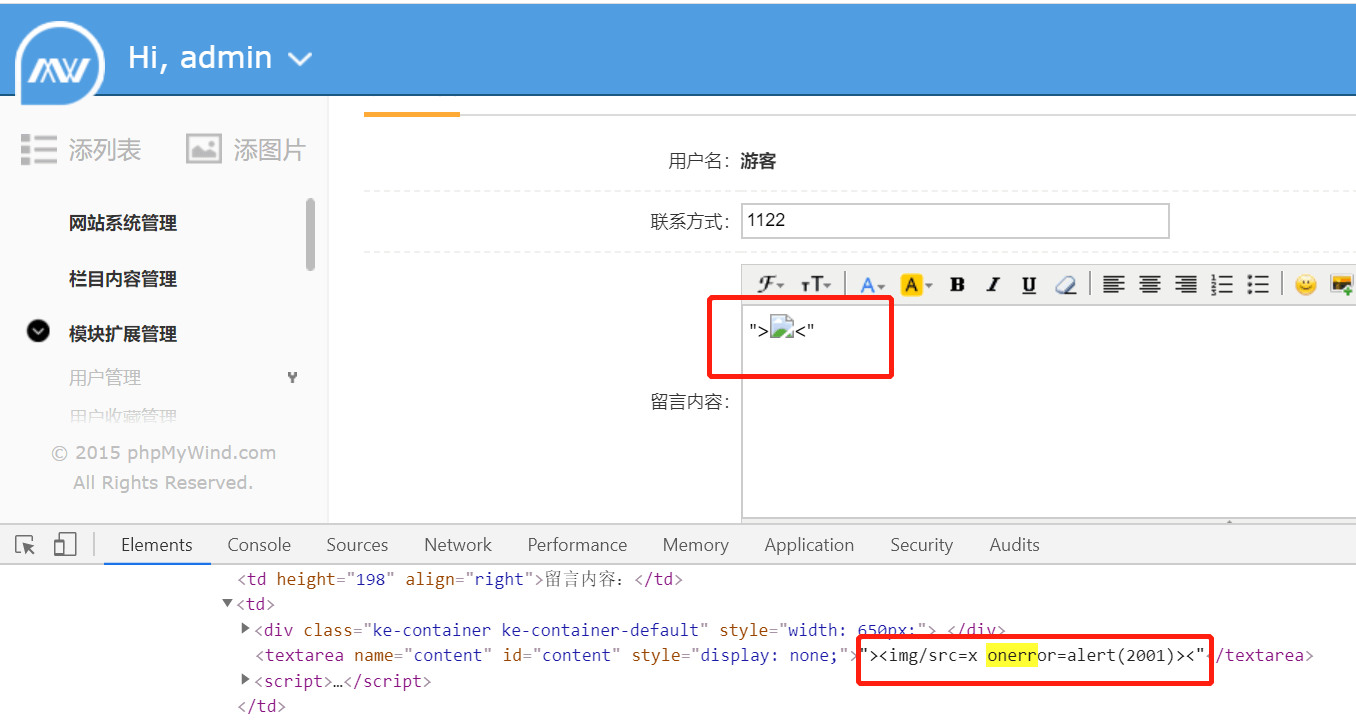 MW
Hi, admin
添列表 添图片
网站系统管理
栏目内容管理
模块扩展管理
用户管理
用户收藏管理
© 2015 phpMyWind.com
All Rights Reserved.
用户名: 游客
联系方式: 1122
F TT A A B I U
留言内容:
"><"
Elements Console Sources Network Performance Memory Application Security Audits
<td height="198" align="right">留言内容: </td>
▼<td>
▶<div class="ke-container ke-container-default" style="width: 650px;"> </div>
<textarea name="content" id="content" style="display: none;">"><img/src=x onerror=alert(2001)><"</textarea>
▶<script>…</script>
</td>